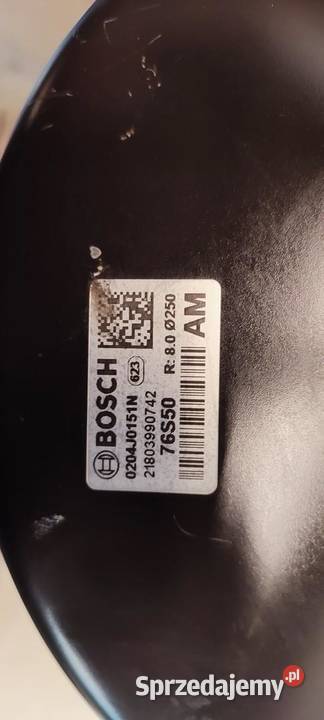 BOSCH
0204J0151N 623
21803990742
76S50
R: 8.0 Ø250
AM
Sprzedajemy.pl